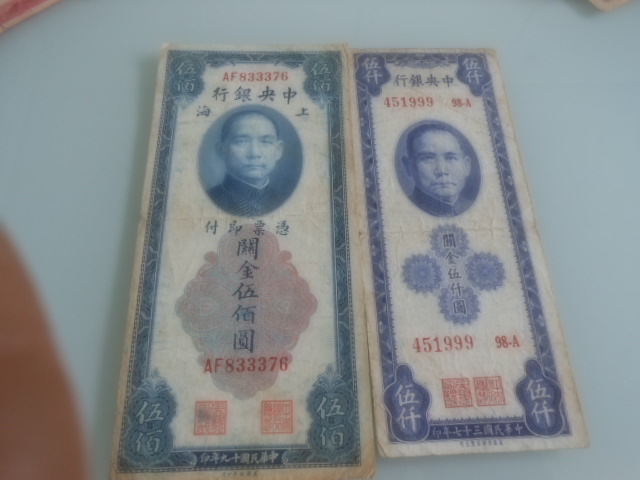 伍佰
AF833376
伍佰
行銀央中
海 上
付即票憑
關金伍佰圓
AF833376
伍佰
伍佰
印年九十國民華中
伍仟
伍仟
行銀央中
451999 98-A
關金伍仟圓
451999 98-A
伍仟
伍仟
印年七十三國民華中